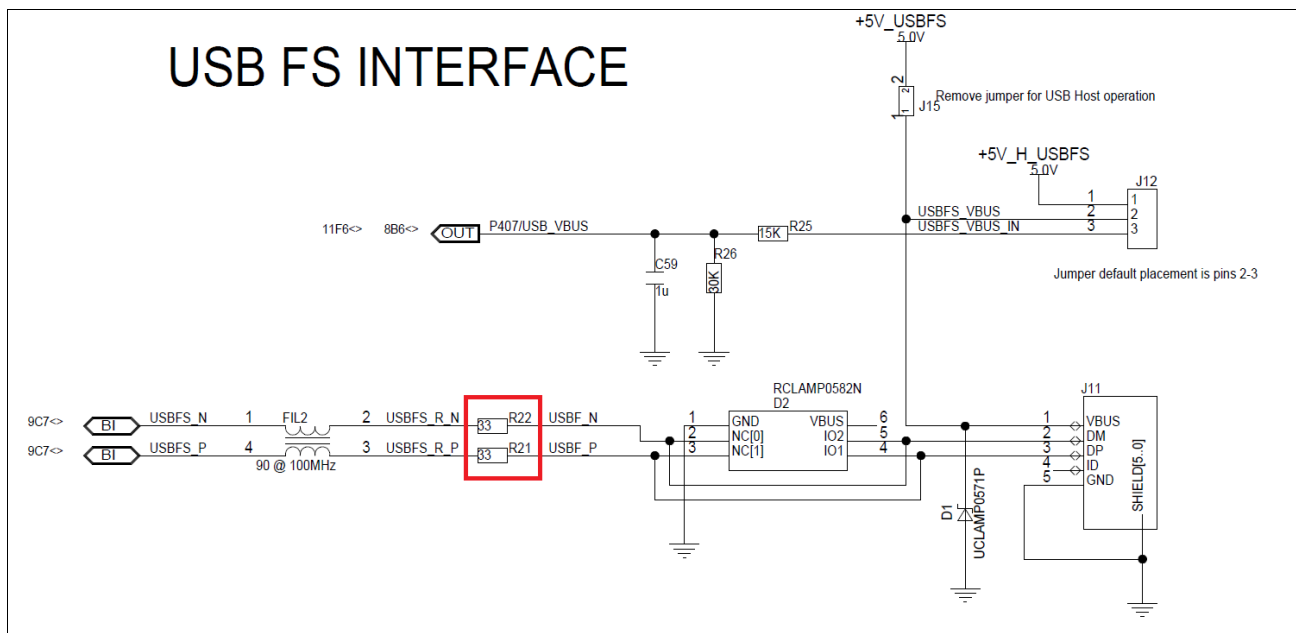 +5V_USBFS
5.0V
USB FS INTERFACE
2
2
Remove jumper for USB Host operation
1
1
J15
+5V_H_USBFS
5.0V
J12
1
1
USBFS_VBUS
2
2
11F6<>
8B6<>
OUT
P407/USB_VBUS
15K
R25
USBFS_VBUS_IN
3
3
C59
1u
R26
30K
Jumper default placement is pins 2-3
RCLAMP0582N
D2
J11
9C7<>
BI
USBFS_N
1
FIL2
2
USBFS_R_N
33
R22
USBF_N
1
GND
VBUS
6
1
VBUS
2
NC[0]
IO2
5
2
DM
9C7<>
BI
USBFS_P
4
3
USBFS_R_P
33
R21
USBF_P
3
NC[1]
IO1
4
3
DP
90 @ 100MHz
4
ID
5
GND
SHIELD[5..0]
D1
UCLAMP0571P